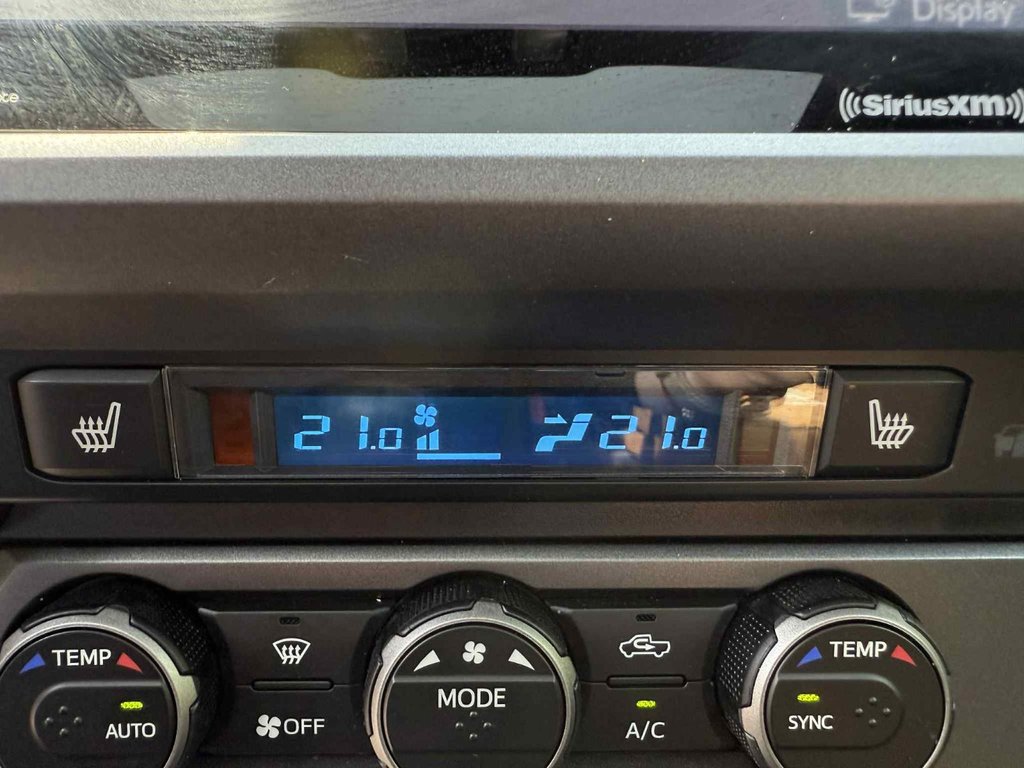 Display
SiriusXM
21.0 21.0
TEMP TEMP
MODE
AUTO OFF A/C SYNC